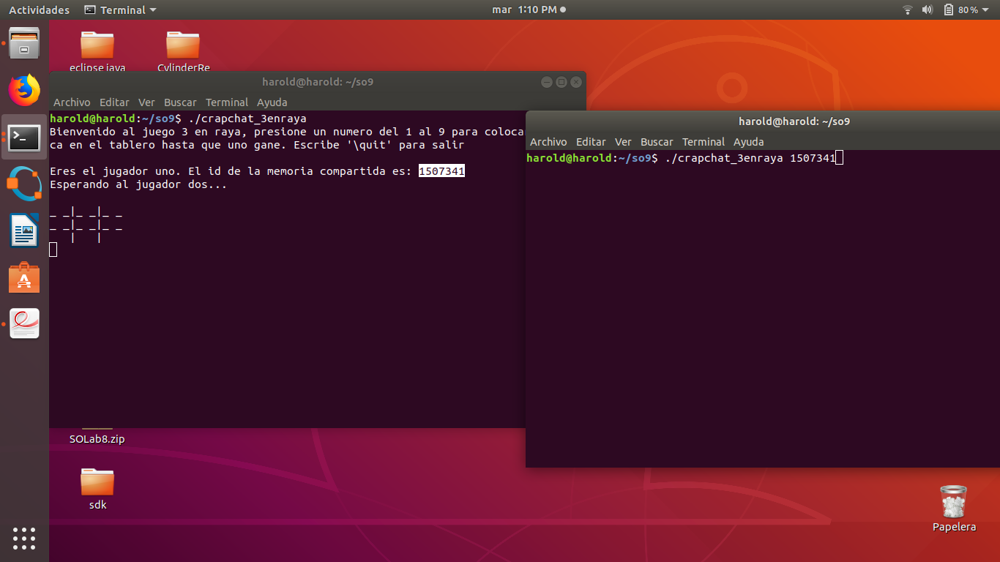 Actividades Terminal mar 1:10 PM 80 %
eclipse java CylinderRe
harold@harold: ~/so9
Archivo Editar Ver Buscar Terminal Ayuda
harold@harold:~/so9$ ./crapchat_3enraya
Bienvenido al juego 3 en raya, presione un numero del 1 al 9 para coloca
ca en el tablero hasta que uno gane. Escribe '\quit' para salir
Eres el jugador uno. El id de la memoria compartida es: 1507341
Esperando al jugador dos...
_ _|_ _|_ _
_ _|_ _|_ _
   |   |
harold@harold: ~/so9
Archivo Editar Ver Buscar Terminal Ayuda
harold@harold:~/so9$ ./crapchat_3enraya 1507341
SOLab8.zip
sdk
Papelera